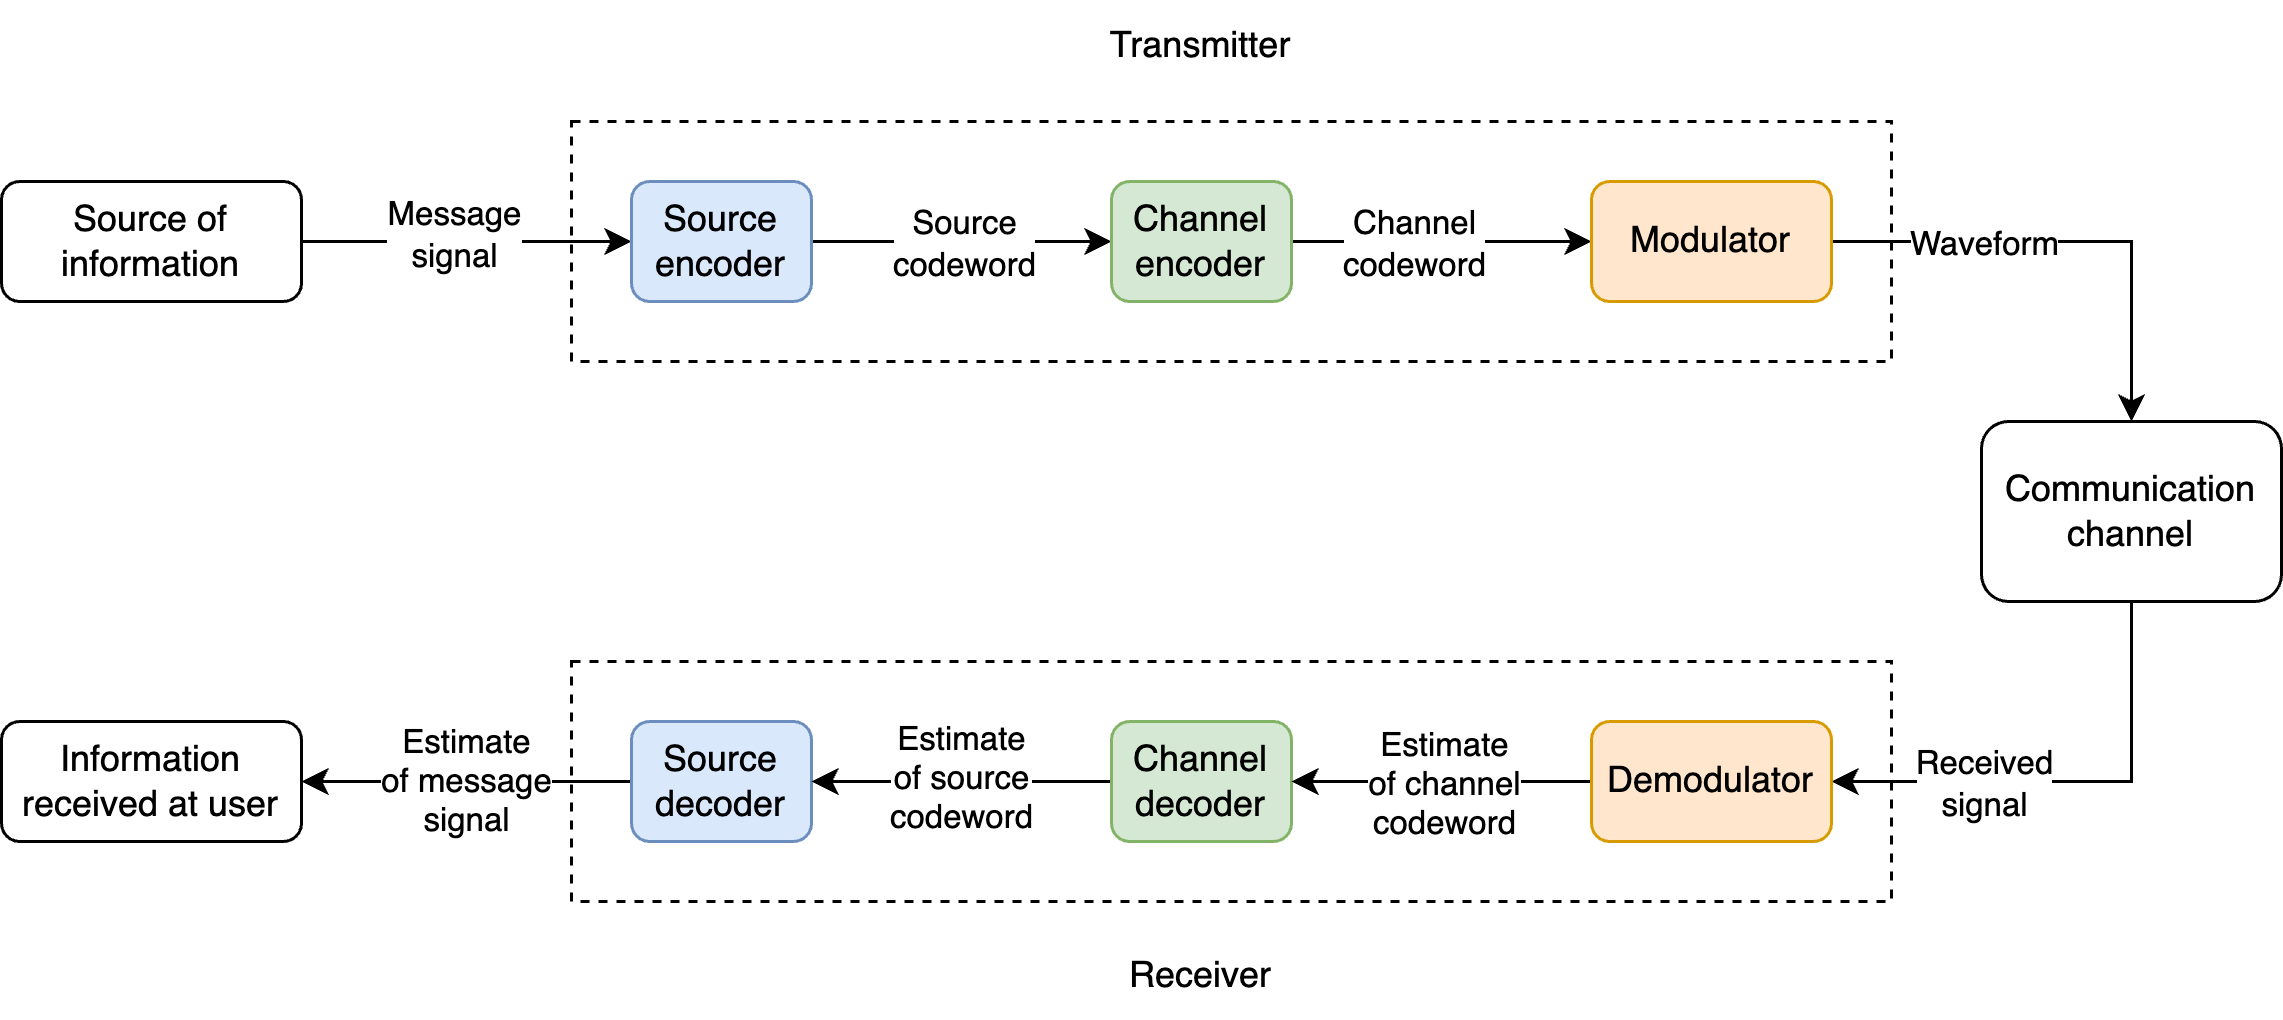 Transmitter
Source of
information
Message
signal
Source
encoder
Source
codeword
Channel
encoder
Channel
codeword
Modulator
Waveform
Communication
channel
Received
signal
Demodulator
Estimate
of channel
codeword
Channel
decoder
Estimate
of source
codeword
Source
decoder
Estimate
of message
signal
Information
received at user
Receiver